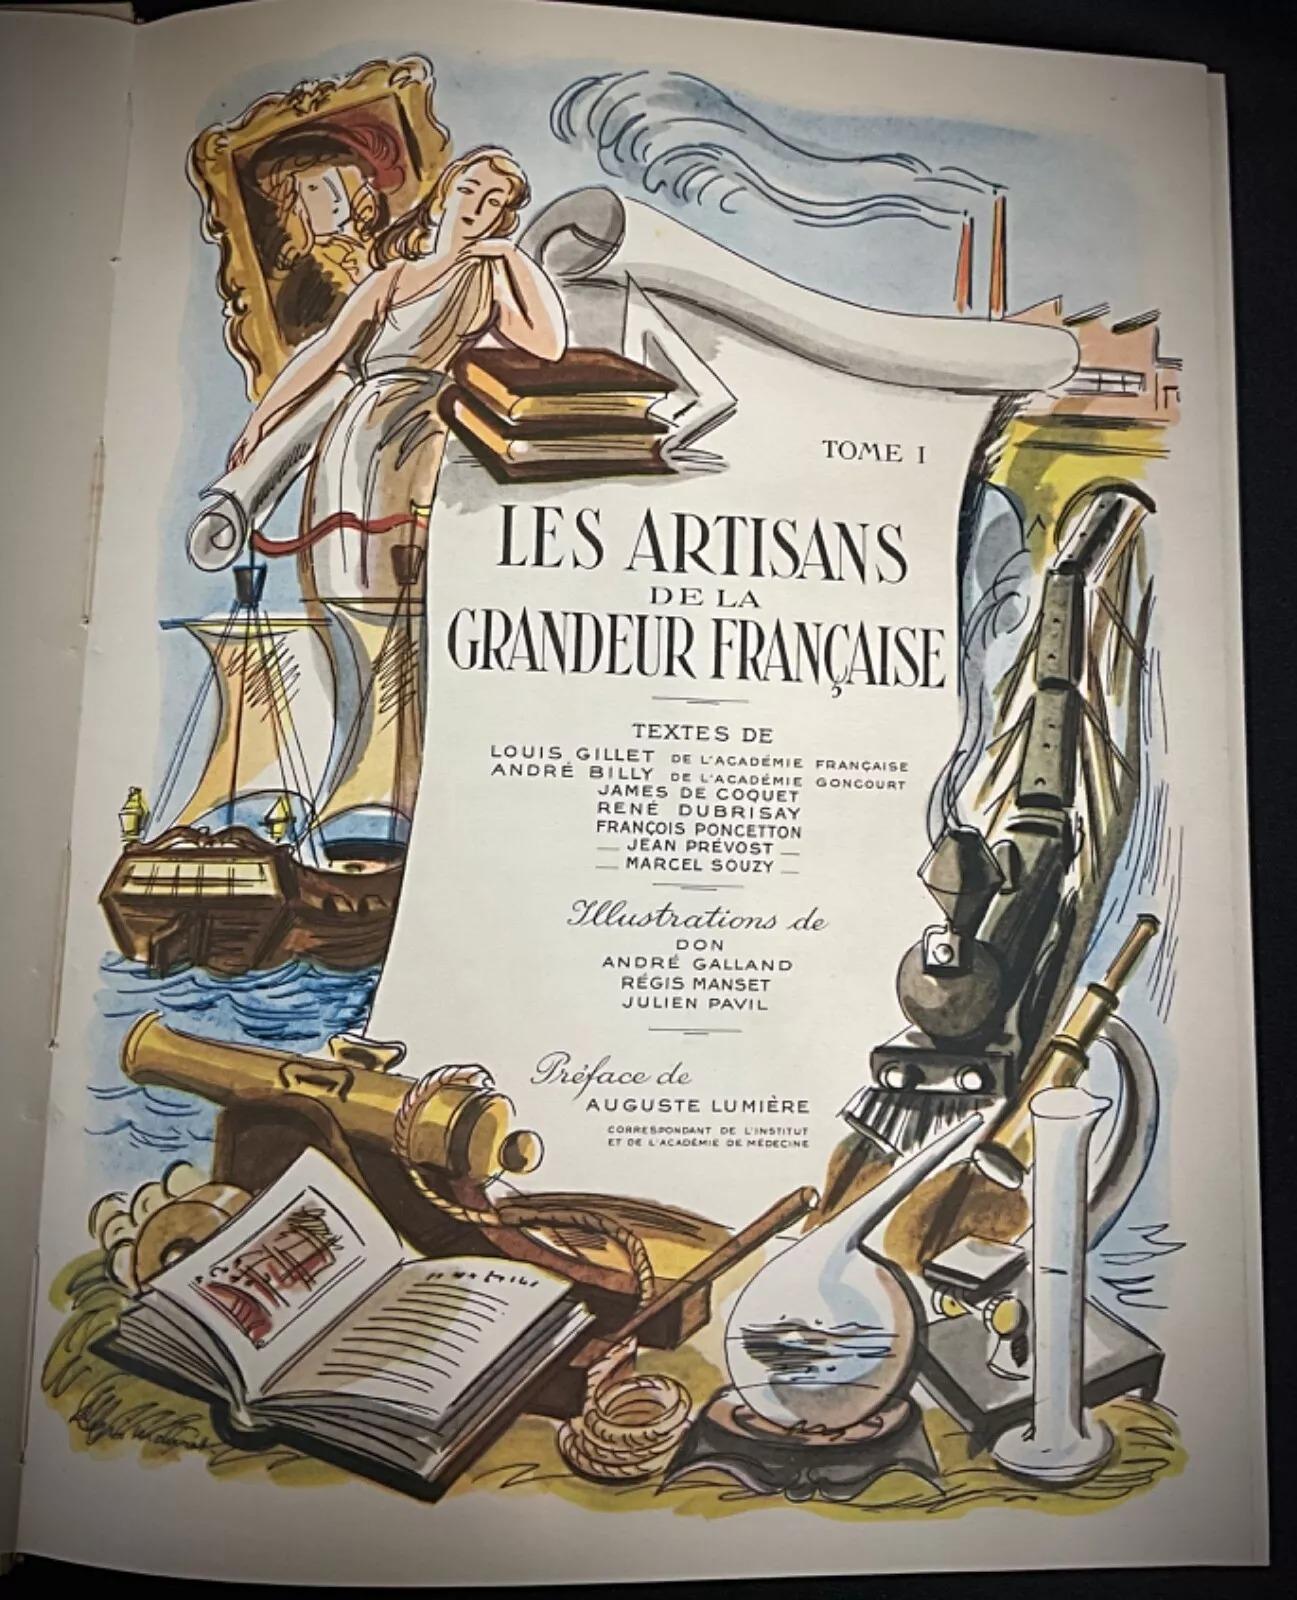 TOME I
LES ARTISANS
DE LA
GRANDEUR FRANÇAISE
TEXTES DE
LOUIS GILLET DE L'ACADÉMIE FRANÇAISE
ANDRÉ BILLY DE L'ACADÉMIE GONCOURT
JAMES DE COQUET
RENÉ DUBRISAY
FRANÇOIS PONCETTON
JEAN PRÉVOST
MARCEL SOUZY
Illustrations de
DON
ANDRÉ GALLAND
RÉGIS MANSET
JULIEN PAVIL
Préface de
AUGUSTE LUMIÈRE
CORRESPONDANT DE L'INSTITUT
ET DE L'ACADÉMIE DE MÉDECINE